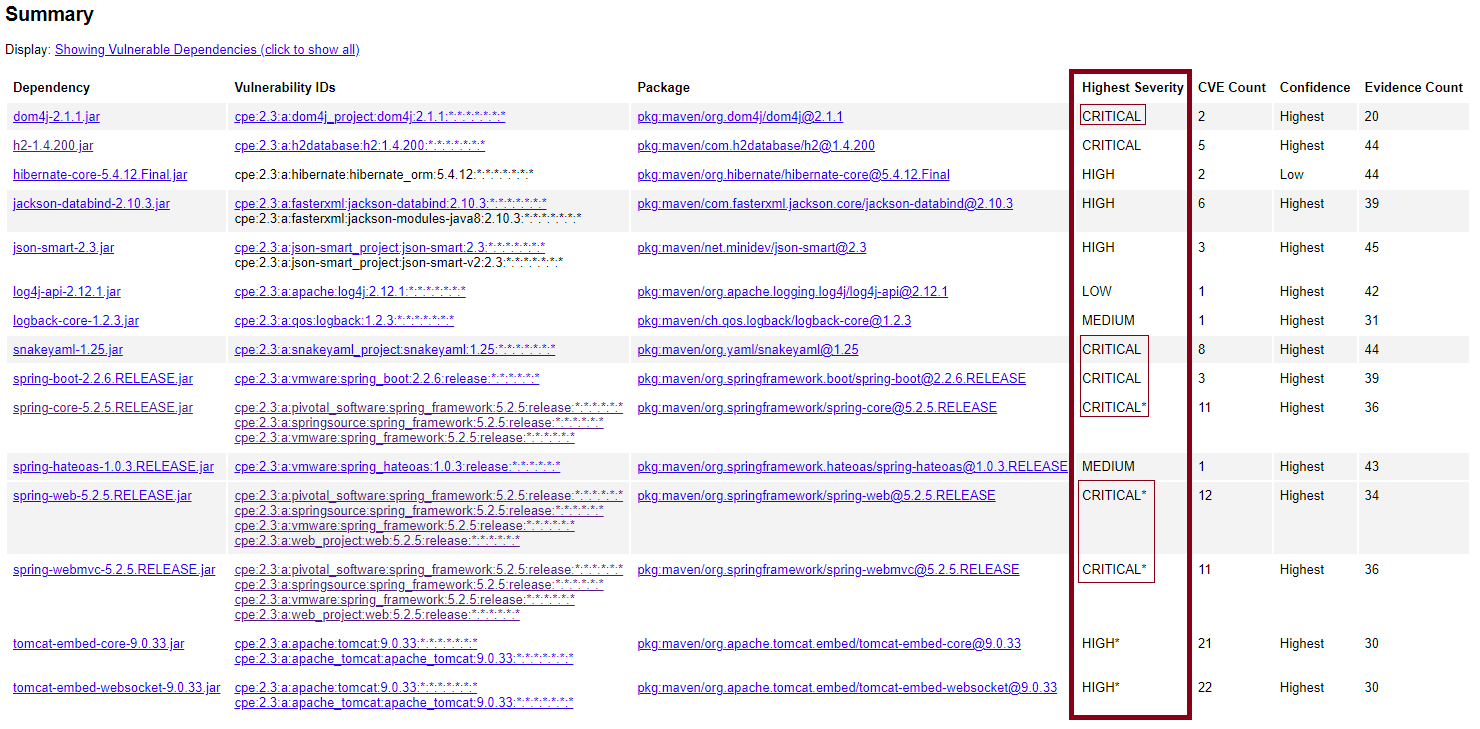 Summary
Display: Showing Vulnerable Dependencies (click to show all)
Dependency Vulnerability IDs Package Highest Severity CVE Count Confidence Evidence Count
dom4j-2.1.1.jar cpe:2.3:a:dom4j_project:dom4j:2.1.1:*:*:*:*:*:*:* pkg:maven/org.dom4j/dom4j@2.1.1 CRITICAL 2 Highest 20
h2-1.4.200.jar cpe:2.3:a:h2database:h2:1.4.200:*:*:*:*:*:*:* pkg:maven/com.h2database/h2@1.4.200 CRITICAL 5 Highest 44
hibernate-core-5.4.12.Final.jar cpe:2.3:a:hibernate:hibernate_orm:5.4.12:*:*:*:*:*:*:* pkg:maven/org.hibernate/hibernate-core@5.4.12.Final HIGH 2 Low 44
jackson-databind-2.10.3.jar cpe:2.3:a:fasterxml:jackson-databind:2.10.3:*:*:*:*:*:*:* pkg:maven/com.fasterxml.jackson.core/jackson-databind@2.10.3 HIGH 6 Highest 39
cpe:2.3:a:fasterxml:jackson-modules-java8:2.10.3:*:*:*:*:*:*:*
json-smart-2.3.jar cpe:2.3:a:json-smart_project:json-smart:2.3:*:*:*:*:*:*:* pkg:maven/net.minidev/json-smart@2.3 HIGH 3 Highest 45
cpe:2.3:a:json-smart_project:json-smart-v2:2.3:*:*:*:*:*:*:*
log4j-api-2.12.1.jar cpe:2.3:a:apache:log4j:2.12.1:*:*:*:*:*:*:* pkg:maven/org.apache.logging.log4j/log4j-api@2.12.1 LOW 1 Highest 42
logback-core-1.2.3.jar cpe:2.3:a:qos:logback:1.2.3:*:*:*:*:*:*:* pkg:maven/ch.qos.logback/logback-core@1.2.3 MEDIUM 1 Highest 31
snakeyaml-1.25.jar cpe:2.3:a:snakeyaml_project:snakeyaml:1.25:*:*:*:*:*:*:* pkg:maven/org.yaml/snakeyaml@1.25 CRITICAL 8 Highest 44
spring-boot-2.2.6.RELEASE.jar cpe:2.3:a:vmware:spring_boot:2.2.6:release:*:*:*:*:*:* pkg:maven/org.springframework.boot/spring-boot@2.2.6.RELEASE CRITICAL 3 Highest 39
spring-core-5.2.5.RELEASE.jar cpe:2.3:a:pivotal_software:spring_framework:5.2.5:release:*:*:*:*:*:* pkg:maven/org.springframework/spring-core@5.2.5.RELEASE CRITICAL* 11 Highest 36
cpe:2.3:a:springsource:spring_framework:5.2.5:release:*:*:*:*:*:*
cpe:2.3:a:vmware:spring_framework:5.2.5:release:*:*:*:*:*:*
spring-hateoas-1.0.3.RELEASE.jar cpe:2.3:a:vmware:spring_hateoas:1.0.3:release:*:*:*:*:*:* pkg:maven/org.springframework.hateoas/spring-hateoas@1.0.3.RELEASE MEDIUM 1 Highest 43
spring-web-5.2.5.RELEASE.jar cpe:2.3:a:pivotal_software:spring_framework:5.2.5:release:*:*:*:*:*:* pkg:maven/org.springframework/spring-web@5.2.5.RELEASE CRITICAL* 12 Highest 34
cpe:2.3:a:springsource:spring_framework:5.2.5:release:*:*:*:*:*:*
cpe:2.3:a:vmware:spring_framework:5.2.5:release:*:*:*:*:*:*
cpe:2.3:a:web_project:web:5.2.5:release:*:*:*:*:*:*
spring-webmvc-5.2.5.RELEASE.jar cpe:2.3:a:pivotal_software:spring_framework:5.2.5:release:*:*:*:*:*:* pkg:maven/org.springframework/spring-webmvc@5.2.5.RELEASE CRITICAL* 11 Highest 36
cpe:2.3:a:springsource:spring_framework:5.2.5:release:*:*:*:*:*:*
cpe:2.3:a:vmware:spring_framework:5.2.5:release:*:*:*:*:*:*
cpe:2.3:a:web_project:web:5.2.5:release:*:*:*:*:*:*
tomcat-embed-core-9.0.33.jar cpe:2.3:a:apache:tomcat:9.0.33:*:*:*:*:*:*:* pkg:maven/org.apache.tomcat.embed/tomcat-embed-core@9.0.33 HIGH* 21 Highest 30
cpe:2.3:a:apache_tomcat:apache_tomcat:9.0.33:*:*:*:*:*:*:*
tomcat-embed-websocket-9.0.33.jar cpe:2.3:a:apache:tomcat:9.0.33:*:*:*:*:*:*:* pkg:maven/org.apache.tomcat.embed/tomcat-embed-websocket@9.0.33 HIGH* 22 Highest 30
cpe:2.3:a:apache_tomcat:apache_tomcat:9.0.33:*:*:*:*:*:*:*